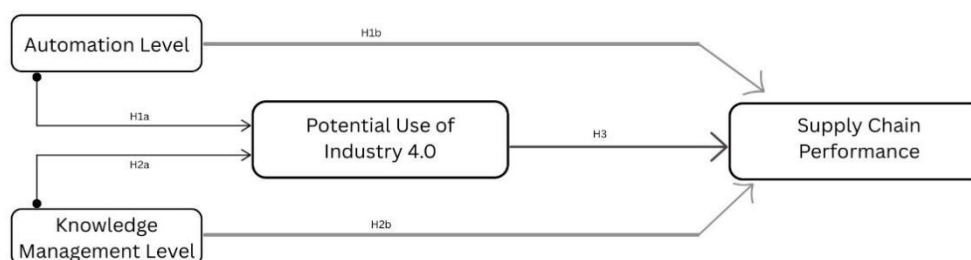 Automation Level
H1b
H1a
Potential Use of
Industry 4.0
H3
Supply Chain
Performance
H2a
Knowledge
Management Level
H2b